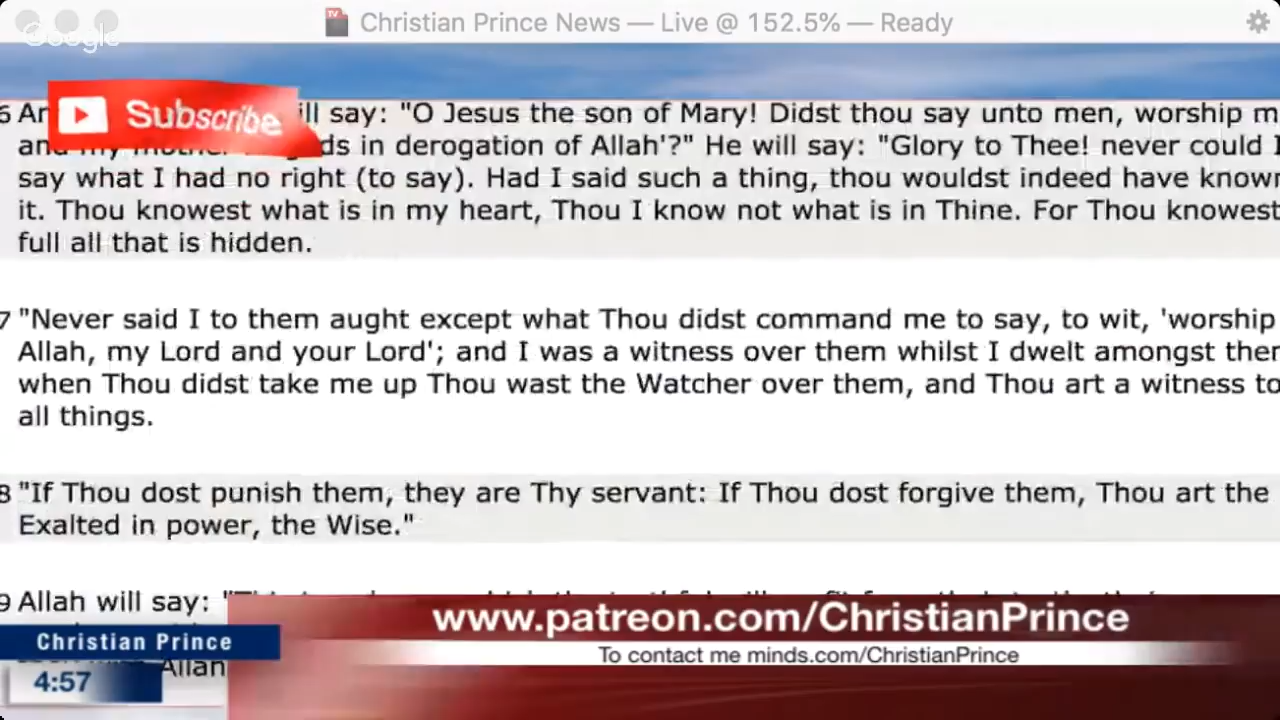 Christian Prince News — Live @ 152.5% — Ready
Google
Subscribe
6 An ill say: "O Jesus the son of Mary! Didst thou say unto men, worship m
and my mother ds in derogation of Allah'?" He will say: "Glory to Thee! never could I
say what I had no right (to say). Had I said such a thing, thou wouldst indeed have known
it. Thou knowest what is in my heart, Thou I know not what is in Thine. For Thou knowest
full all that is hidden.
7 "Never said I to them aught except what Thou didst command me to say, to wit, 'worship
Allah, my Lord and your Lord'; and I was a witness over them whilst I dwelt amongst them
when Thou didst take me up Thou wast the Watcher over them, and Thou art a witness to
all things.
8 "If Thou dost punish them, they are Thy servant: If Thou dost forgive them, Thou art the
Exalted in power, the Wise."
9 Allah will say:
Allah
www.patreon.com/ChristianPrince
Christian Prince
To contact me minds.com/ChristianPrince
4:57